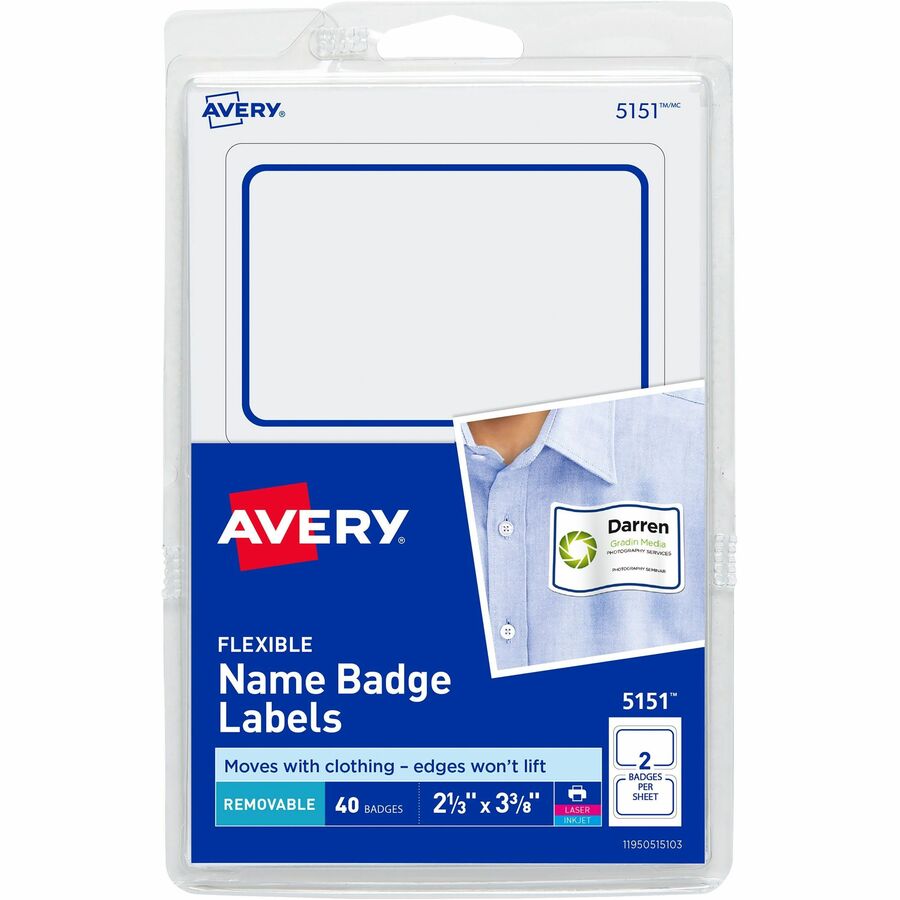 AVERY®
5151™/MC
AVERY®
Darren
Gradin Media
PHOTOGRAPHY SERVICES
PHOTOGRAPHY SEMINAR
FLEXIBLE
Name Badge
Labels
5151™
Moves with clothing – edges won't lift
REMOVABLE
40 BADGES
2⅓" x 3⅜"
LASER
INKJET
2
BADGES
PER
SHEET
11950515103